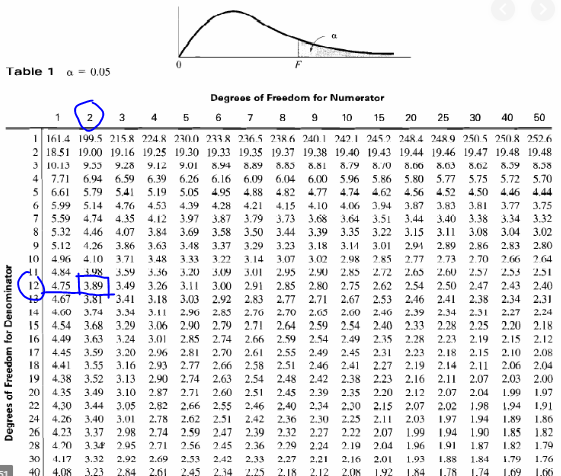 α
0 F
Table 1 α = 0.05
Degrees of Freedom for Numerator
1 2 3 4 5 6 7 8 9 10 15 20 25 30 40 50
Degrees of Freedom for Denominator
1 161.4 199.5 215.8 224.8 230.0 233.8 236.5 238.6 240.1 242.1 245.2 248.4 248.9 250.5 250.8 252.6
2 18.51 19.00 19.16 19.25 19.30 19.33 19.35 19.37 19.38 19.40 19.43 19.44 19.46 19.47 19.48 19.48
3 10.13 9.55 9.28 9.12 9.01 8.94 8.89 8.85 8.81 8.79 8.70 8.66 8.63 8.62 8.59 8.58
4 7.71 6.94 6.59 6.39 6.26 6.16 6.09 6.04 6.00 5.96 5.86 5.80 5.77 5.75 5.72 5.70
5 6.61 5.79 5.41 5.19 5.05 4.95 4.88 4.82 4.77 4.74 4.62 4.56 4.52 4.50 4.46 4.44
6 5.99 5.14 4.76 4.53 4.39 4.28 4.21 4.15 4.10 4.06 3.94 3.87 3.83 3.81 3.77 3.75
7 5.59 4.74 4.35 4.12 3.97 3.87 3.79 3.73 3.68 3.64 3.51 3.44 3.40 3.38 3.34 3.32
8 5.32 4.46 4.07 3.84 3.69 3.58 3.50 3.44 3.39 3.35 3.22 3.15 3.11 3.08 3.04 3.02
9 5.12 4.26 3.86 3.63 3.48 3.37 3.29 3.23 3.18 3.14 3.01 2.94 2.89 2.86 2.83 2.80
10 4.96 4.10 3.71 3.48 3.33 3.22 3.14 3.07 3.02 2.98 2.85 2.77 2.73 2.70 2.66 2.64
11 4.84 3.98 3.59 3.36 3.20 3.09 3.01 2.95 2.90 2.85 2.72 2.65 2.60 2.57 2.53 2.51
12 4.75 3.89 3.49 3.26 3.11 3.00 2.91 2.85 2.80 2.75 2.62 2.54 2.50 2.47 2.43 2.40
13 4.67 3.81 3.41 3.18 3.03 2.92 2.83 2.77 2.71 2.67 2.53 2.46 2.41 2.38 2.34 2.31
14 4.60 3.74 3.34 3.11 2.96 2.85 2.76 2.70 2.65 2.60 2.46 2.39 2.34 2.31 2.27 2.24
15 4.54 3.68 3.29 3.06 2.90 2.79 2.71 2.64 2.59 2.54 2.40 2.33 2.28 2.25 2.20 2.18
16 4.49 3.63 3.24 3.01 2.85 2.74 2.66 2.59 2.54 2.49 2.35 2.28 2.23 2.19 2.15 2.12
17 4.45 3.59 3.20 2.96 2.81 2.70 2.61 2.55 2.49 2.45 2.31 2.23 2.18 2.15 2.10 2.08
18 4.41 3.55 3.16 2.93 2.77 2.66 2.58 2.51 2.46 2.41 2.27 2.19 2.14 2.11 2.06 2.04
19 4.38 3.52 3.13 2.90 2.74 2.63 2.54 2.48 2.42 2.38 2.23 2.16 2.11 2.07 2.03 2.00
20 4.35 3.49 3.10 2.87 2.71 2.60 2.51 2.45 2.39 2.35 2.20 2.12 2.07 2.04 1.99 1.97
22 4.30 3.44 3.05 2.82 2.66 2.55 2.46 2.40 2.34 2.30 2.15 2.07 2.02 1.98 1.94 1.91
24 4.26 3.40 3.01 2.78 2.62 2.51 2.42 2.36 2.30 2.25 2.11 2.03 1.97 1.94 1.89 1.86
26 4.23 3.37 2.98 2.74 2.59 2.47 2.39 2.32 2.27 2.22 2.07 1.99 1.94 1.90 1.85 1.82
28 4.20 3.34 2.95 2.71 2.56 2.45 2.36 2.29 2.24 2.19 2.04 1.96 1.91 1.87 1.82 1.79
30 4.17 3.32 2.92 2.69 2.53 2.42 2.33 2.27 2.21 2.16 2.01 1.93 1.88 1.84 1.79 1.76
40 4.08 3.23 2.84 2.61 2.45 2.34 2.25 2.18 2.12 2.08 1.92 1.84 1.78 1.74 1.69 1.66